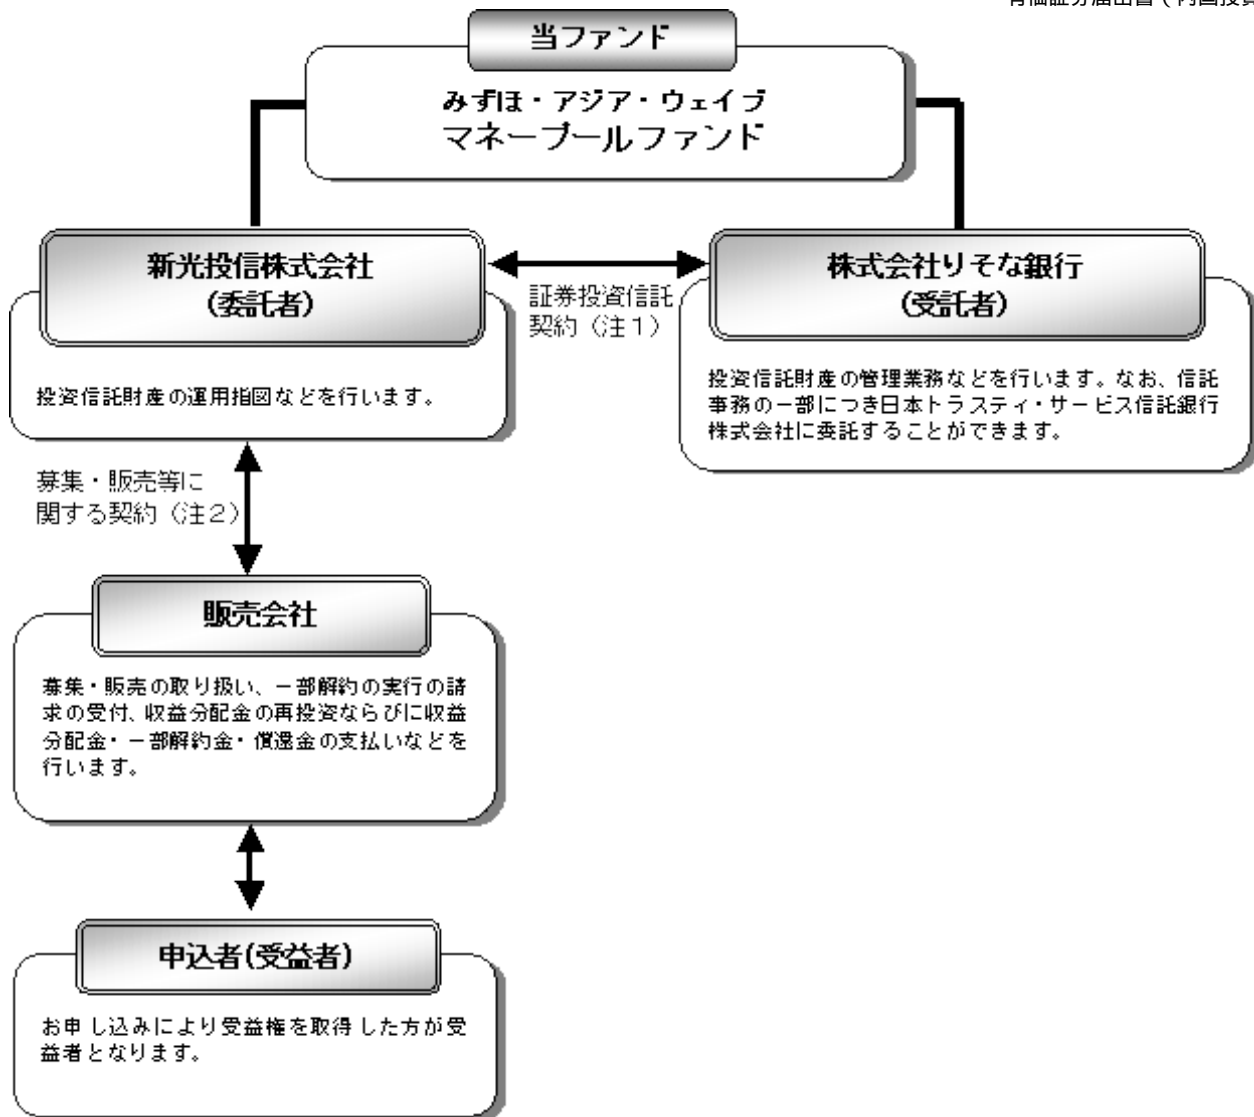 当ファンド
みずほ・アジア・ウェイブ
マネープールファンド
新光投信株式会社
(委託者)
証券投資信託
契約（注１）
株式会社りそな銀行
(受託者)
投資信託財産の運用指図などを行います。
投資信託財産の管理業務などを行います。なお、信託
事務の一部につき日本トラスティ・サービス信託銀行
株式会社に委託することができます。
募集・販売等に
関する契約（注２）
販売会社
募集・販売の取り扱い、一部解約の実行の請
求の受付、収益分配金の再投資ならびに収益
分配金・一部解約金・償還金の支払いなどを
行います。
申込者(受益者)
お申し込みにより受益権を取得した方が受
益者となります。